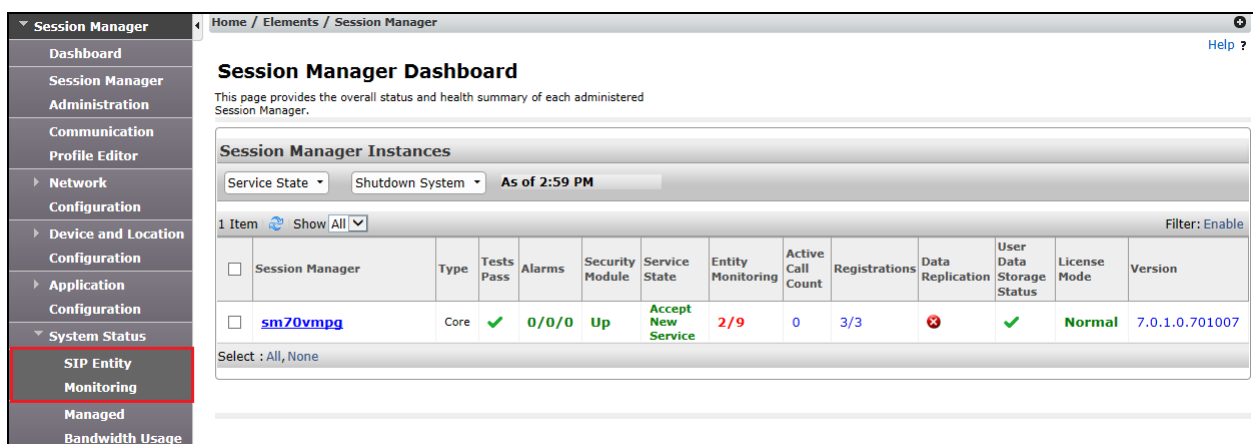 Session Manager
Dashboard
Session Manager
Administration
Communication
Profile Editor
Network
Configuration
Device and Location
Configuration
Application
Configuration
System Status
SIP Entity
Monitoring
Managed
Bandwidth Usage
Home / Elements / Session Manager
Help ?
Session Manager Dashboard
This page provides the overall status and health summary of each administered
Session Manager.
Session Manager Instances
Service State Shutdown System As of 2:59 PM
1 Item Show All Filter: Enable
Session Manager Type Tests Pass Alarms Security Module Service State Entity Monitoring Active Call Count Registrations Data Replication User Data Storage Status License Mode Version
sm70vmpg Core 0/0/0 Up Accept New Service 2/9 0 3/3 Normal 7.0.1.0.701007
Select : All, None